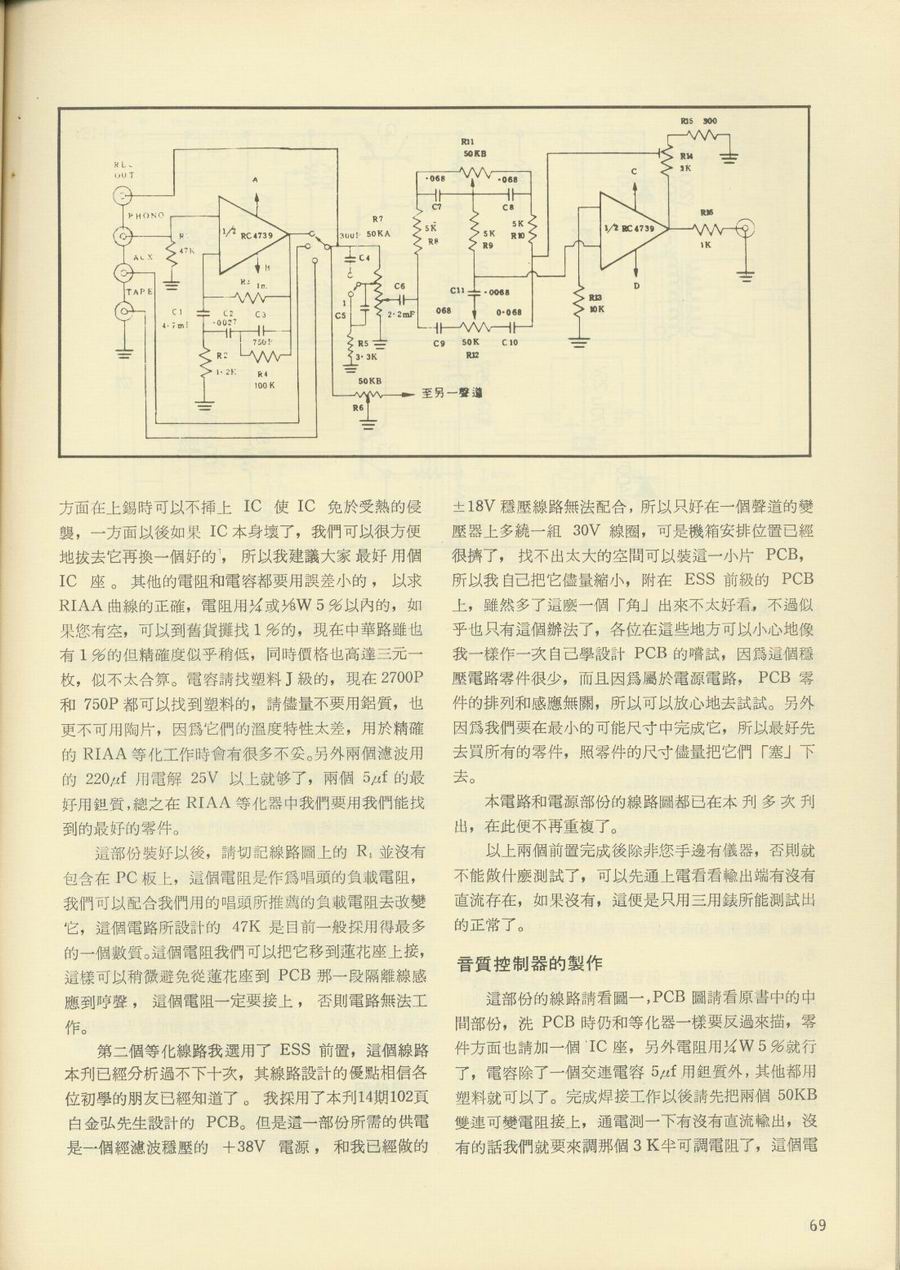 R15 300
R11
50KB
R14
3K
A
C
.068
.068
C7
C8
PHONO
R7
50KA
5K
R8
5K
R9
5K
R10
R16
1/2 RC4739
1/2 RC4739
1K
47K
C4
AUX
B
D
C6
C11
.0068
R13
10K
TAPE
1
C1
C2
C3
.0027
C5
2.2mF
068
0.068
750P
R5
3.3K
C9
50K
C10
R12
R2
1.2K
R4
100K
50KB
R6
至另一聲道
方面在上錫時可以不揷上 IC 使 IC 免於受熱的侵
襲，一方面以後如果 IC 本身壞了，我們可以很方便
地拔去它再換一個好的，所以我建議大家最好用個
IC 座。其他的電阻和電容都要用誤差小的，以求
RIAA 曲線的正確，電阻用¼或⅛W 5％以內的，如
果您有空，可以到舊貨攤找 1％的，現在中華路雖也
有 1％的但精確度似乎稍低，同時價格也高達三元一
枚，似不太合算。電容請找塑料 J 級的，現在 2700P
和 750P 都可以找到塑料的，請儘量不要用鋁質，也
更不可用陶片，因爲它們的溫度特性太差，用於精確
的 RIAA 等化工作時會有很多不妥。另外兩個濾波用
的 220μf 用電解 25V 以上就够了，兩個 5μf 的最
好用鉭質，總之在 RIAA 等化器中我們要用我們能找
到的最好的零件。
這部份裝好以後，請切記線路圖上的 R₁ 並沒有
包含在 PC 板上，這個電阻是作爲唱頭的負載電阻，
我們可以配合我們用的唱頭所推薦的負載電阻去改變
它，這個電路所設計的 47K 是目前一般採用得最多
的一個數質。這個電阻我們可以把它移到蓮花座上接，
這樣可以稍微避免從蓮花座到 PCB 那一段隔離線感
應到哼聲，這個電阻一定要接上，否則電路無法工
作。
第二個等化線路我選用了 ESS 前置，這個線路
本刋已經分析過不下十次，其線路設計的優點相信各
位初學的朋友已經知道了。我採用了本刋14期102頁
白金弘先生設計的 PCB。但是這一部份所需的供電
是一個經濾波穩壓的 +38V 電源，和我已經做的
±18V 穩壓線路無法配合，所以只好在一個聲道的變
壓器上多繞一組 30V 線圈，可是機箱安排位置已經
很擠了，找不出太大的空間可以裝這一小片 PCB，
所以我自己把它儘量縮小，附在 ESS 前級的 PCB
上，雖然多了這麽一個「角」出來不太好看，不過似
乎也只有這個辦法了，各位在這些地方可以小心地像
我一樣作一次自己學設計 PCB 的嚐試，因爲這個穩
壓電路零件很少，而且因爲屬於電源電路，PCB 零
件的排列和感應無關，所以可以放心地去試試。另外
因爲我們要在最小的可能尺寸中完成它，所以最好先
去買所有的零件，照零件的尺寸儘量把它們「塞」下
去。
本電路和電源部份的線路圖都已在本刋多次刋
出，在此便不再重複了。
以上兩個前置完成後除非您手邊有儀器，否則就
不能做什麽測試了，可以先通上電看看輸出端有沒有
直流存在，如果沒有，這便是只用三用錶所能測試出
的正常了。
音質控制器的製作
這部份的線路請看圖一，PCB 圖請看原書中的中
間部份，洗 PCB 時仍和等化器一樣要反過來描，零
件方面也請加一個 IC 座，另外電阻用¼W 5％就行
了，電容除了一個交連電容 5μf 用鉭質外，其他都用
塑料就可以了。完成焊接工作以後請先把兩個 50KB
雙連可變電阻接上，通電測一下有沒有直流輸出，沒
有的話我們就要來調那個 3 K半可調電阻了，這個電
69